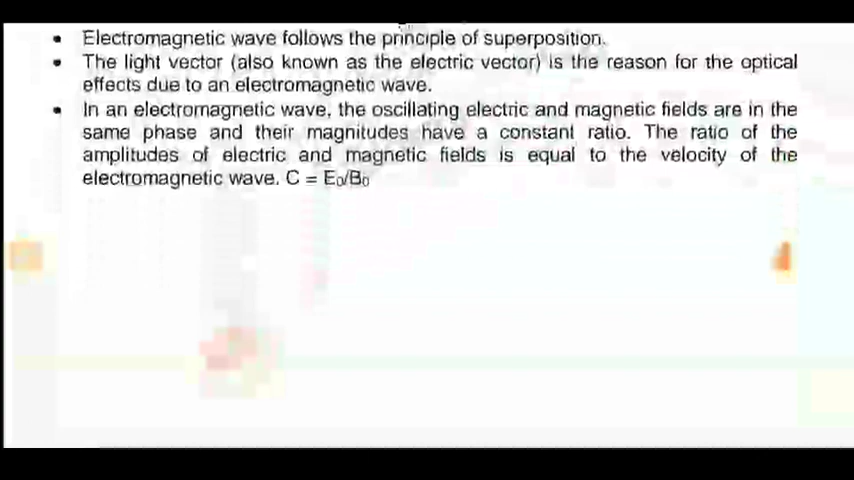 • Electromagnetic wave follows the principle of superposition.
• The light vector (also known as the electric vector) is the reason for the optical
effects due to an electromagnetic wave.
• In an electromagnetic wave, the oscillating electric and magnetic fields are in the
same phase and their magnitudes have a constant ratio. The ratio of the
amplitudes of electric and magnetic fields is equal to the velocity of the
electromagnetic wave. C = E₀/B₀